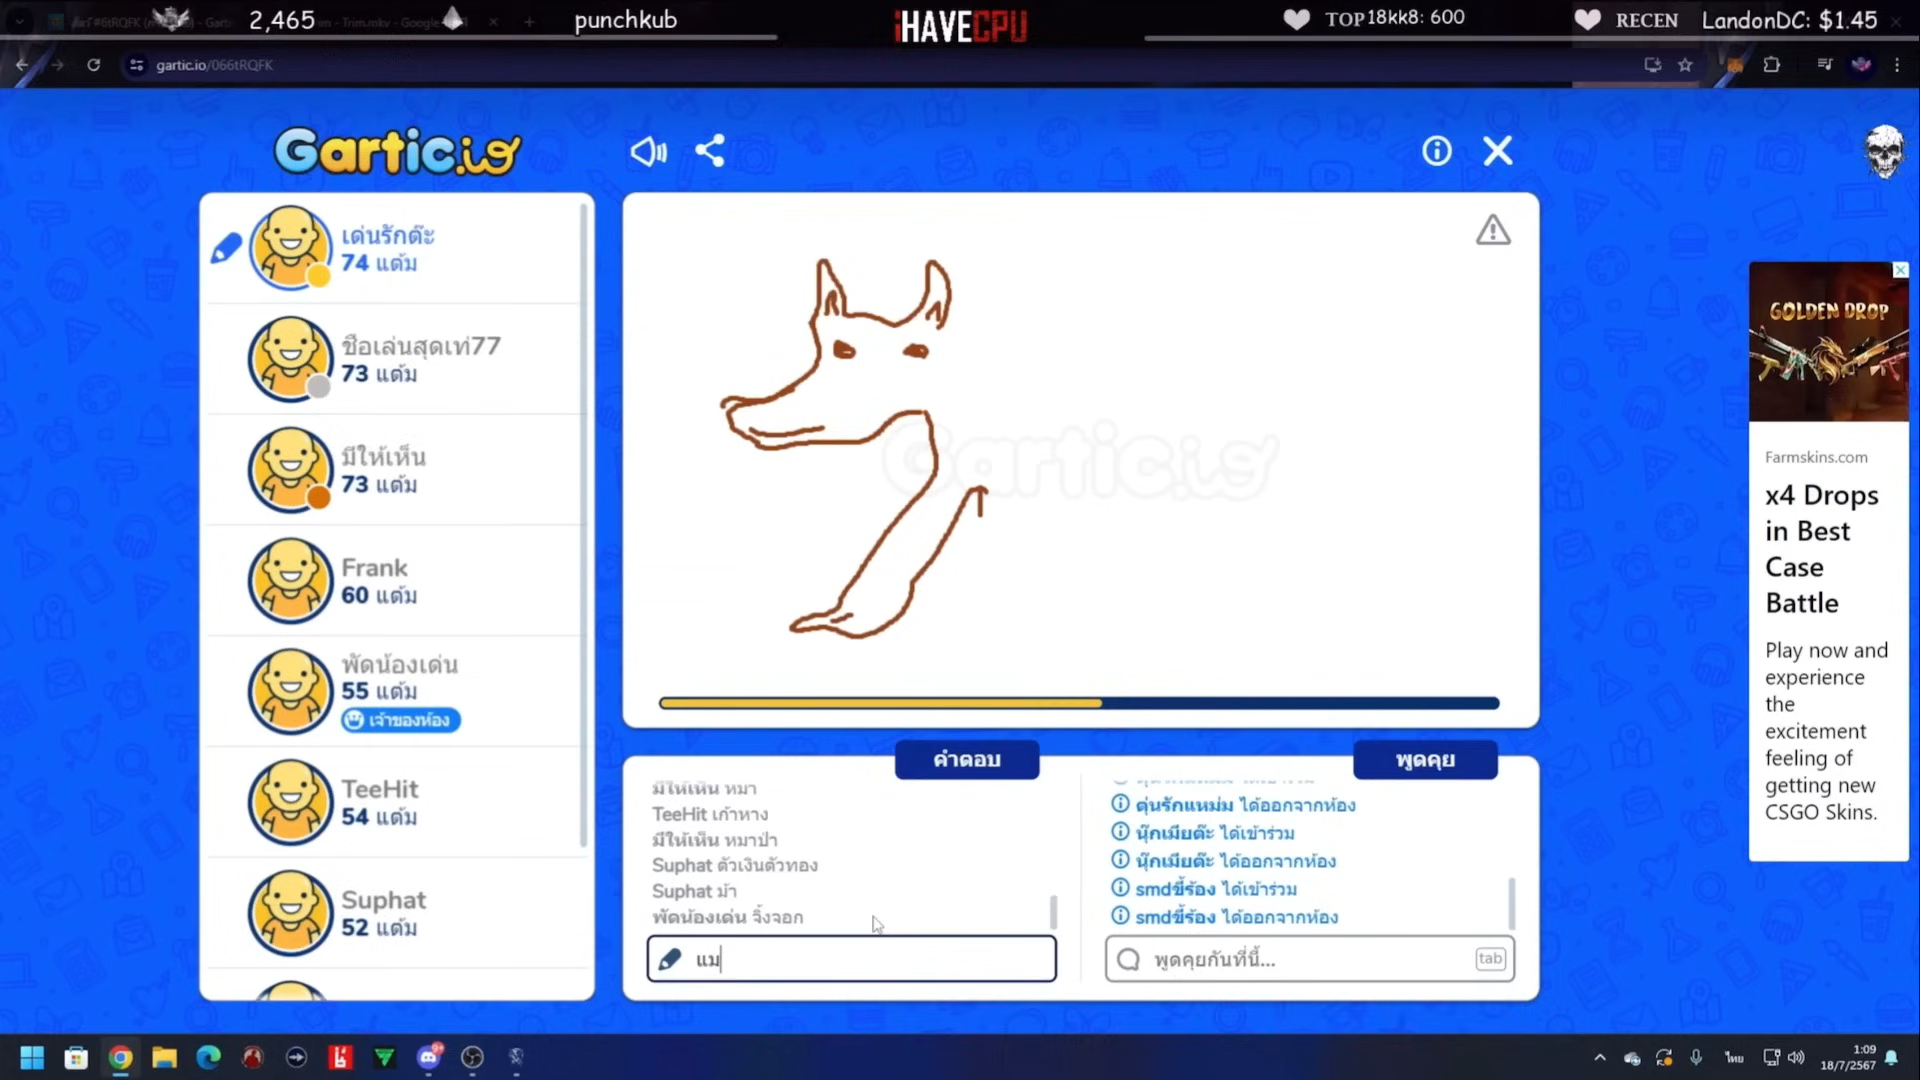 2,465
punchkub
iHAVECPU
TOP 18kk8: 600
RECEN
LandonDC: $1.45
gartic.io/066tRQFK
Gartic.io
เด่นรักต๊ะ
74 แต้ม
ชื่อเล่นสุดเท่77
73 แต้ม
มีให้เห็น
73 แต้ม
Frank
60 แต้ม
พัดน้องเด่น
55 แต้ม
เจ้าของห้อง
TeeHit
54 แต้ม
Suphat
52 แต้ม
Gartic.io
คำตอบ
มีให้เห็น หมา
TeeHit เก้าหาง
มีให้เห็น หมาป่า
Suphat ตัวเงินตัวทอง
Suphat ม้า
พัดน้องเด่น จิ้งจอก
แม
พูดคุย
ตุ่นรักแหม่ม ได้ออกจากห้อง
นุ๊กเมียต๊ะ ได้เข้าร่วม
นุ๊กเมียต๊ะ ได้ออกจากห้อง
smdขี้ร้อง ได้เข้าร่วม
smdขี้ร้อง ได้ออกจากห้อง
พูดคุยกันที่นี่...
tab
GOLDEN DROP
Farmskins.com
x4 Drops
in Best
Case
Battle
Play now and
experience
the
excitement
feeling of
getting new
CSGO Skins.
ไทย
1:09
18/7/2567